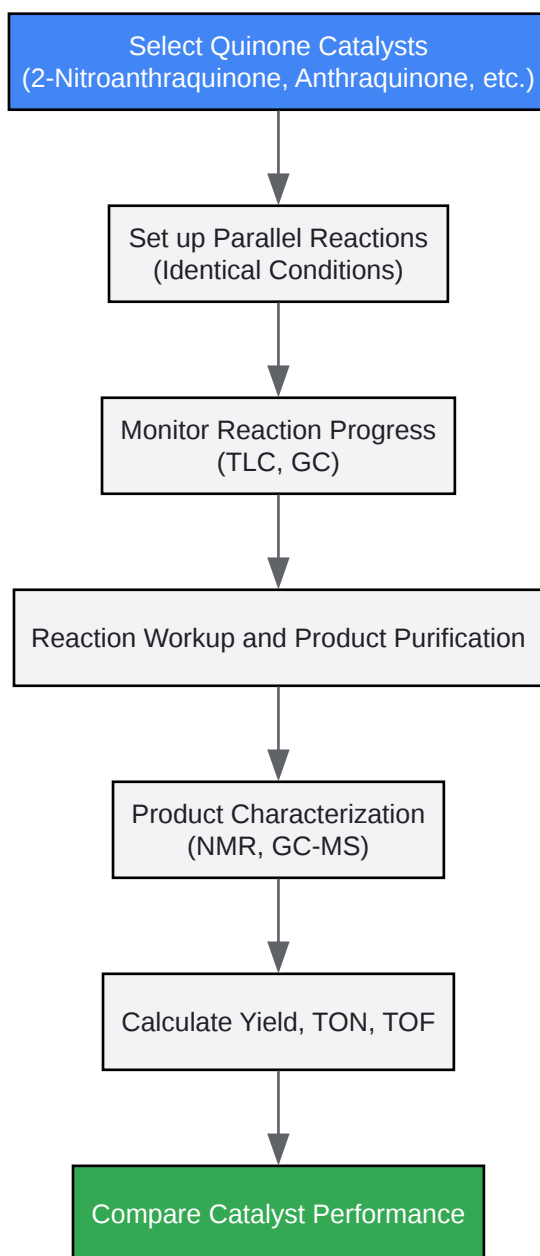 Select Quinone Catalysts
(2-Nitroanthraquinone, Anthraquinone, etc.)
Set up Parallel Reactions
(Identical Conditions)
Monitor Reaction Progress
(TLC, GC)
Reaction Workup and Product Purification
Product Characterization
(NMR, GC-MS)
Calculate Yield, TON, TOF
Compare Catalyst Performance